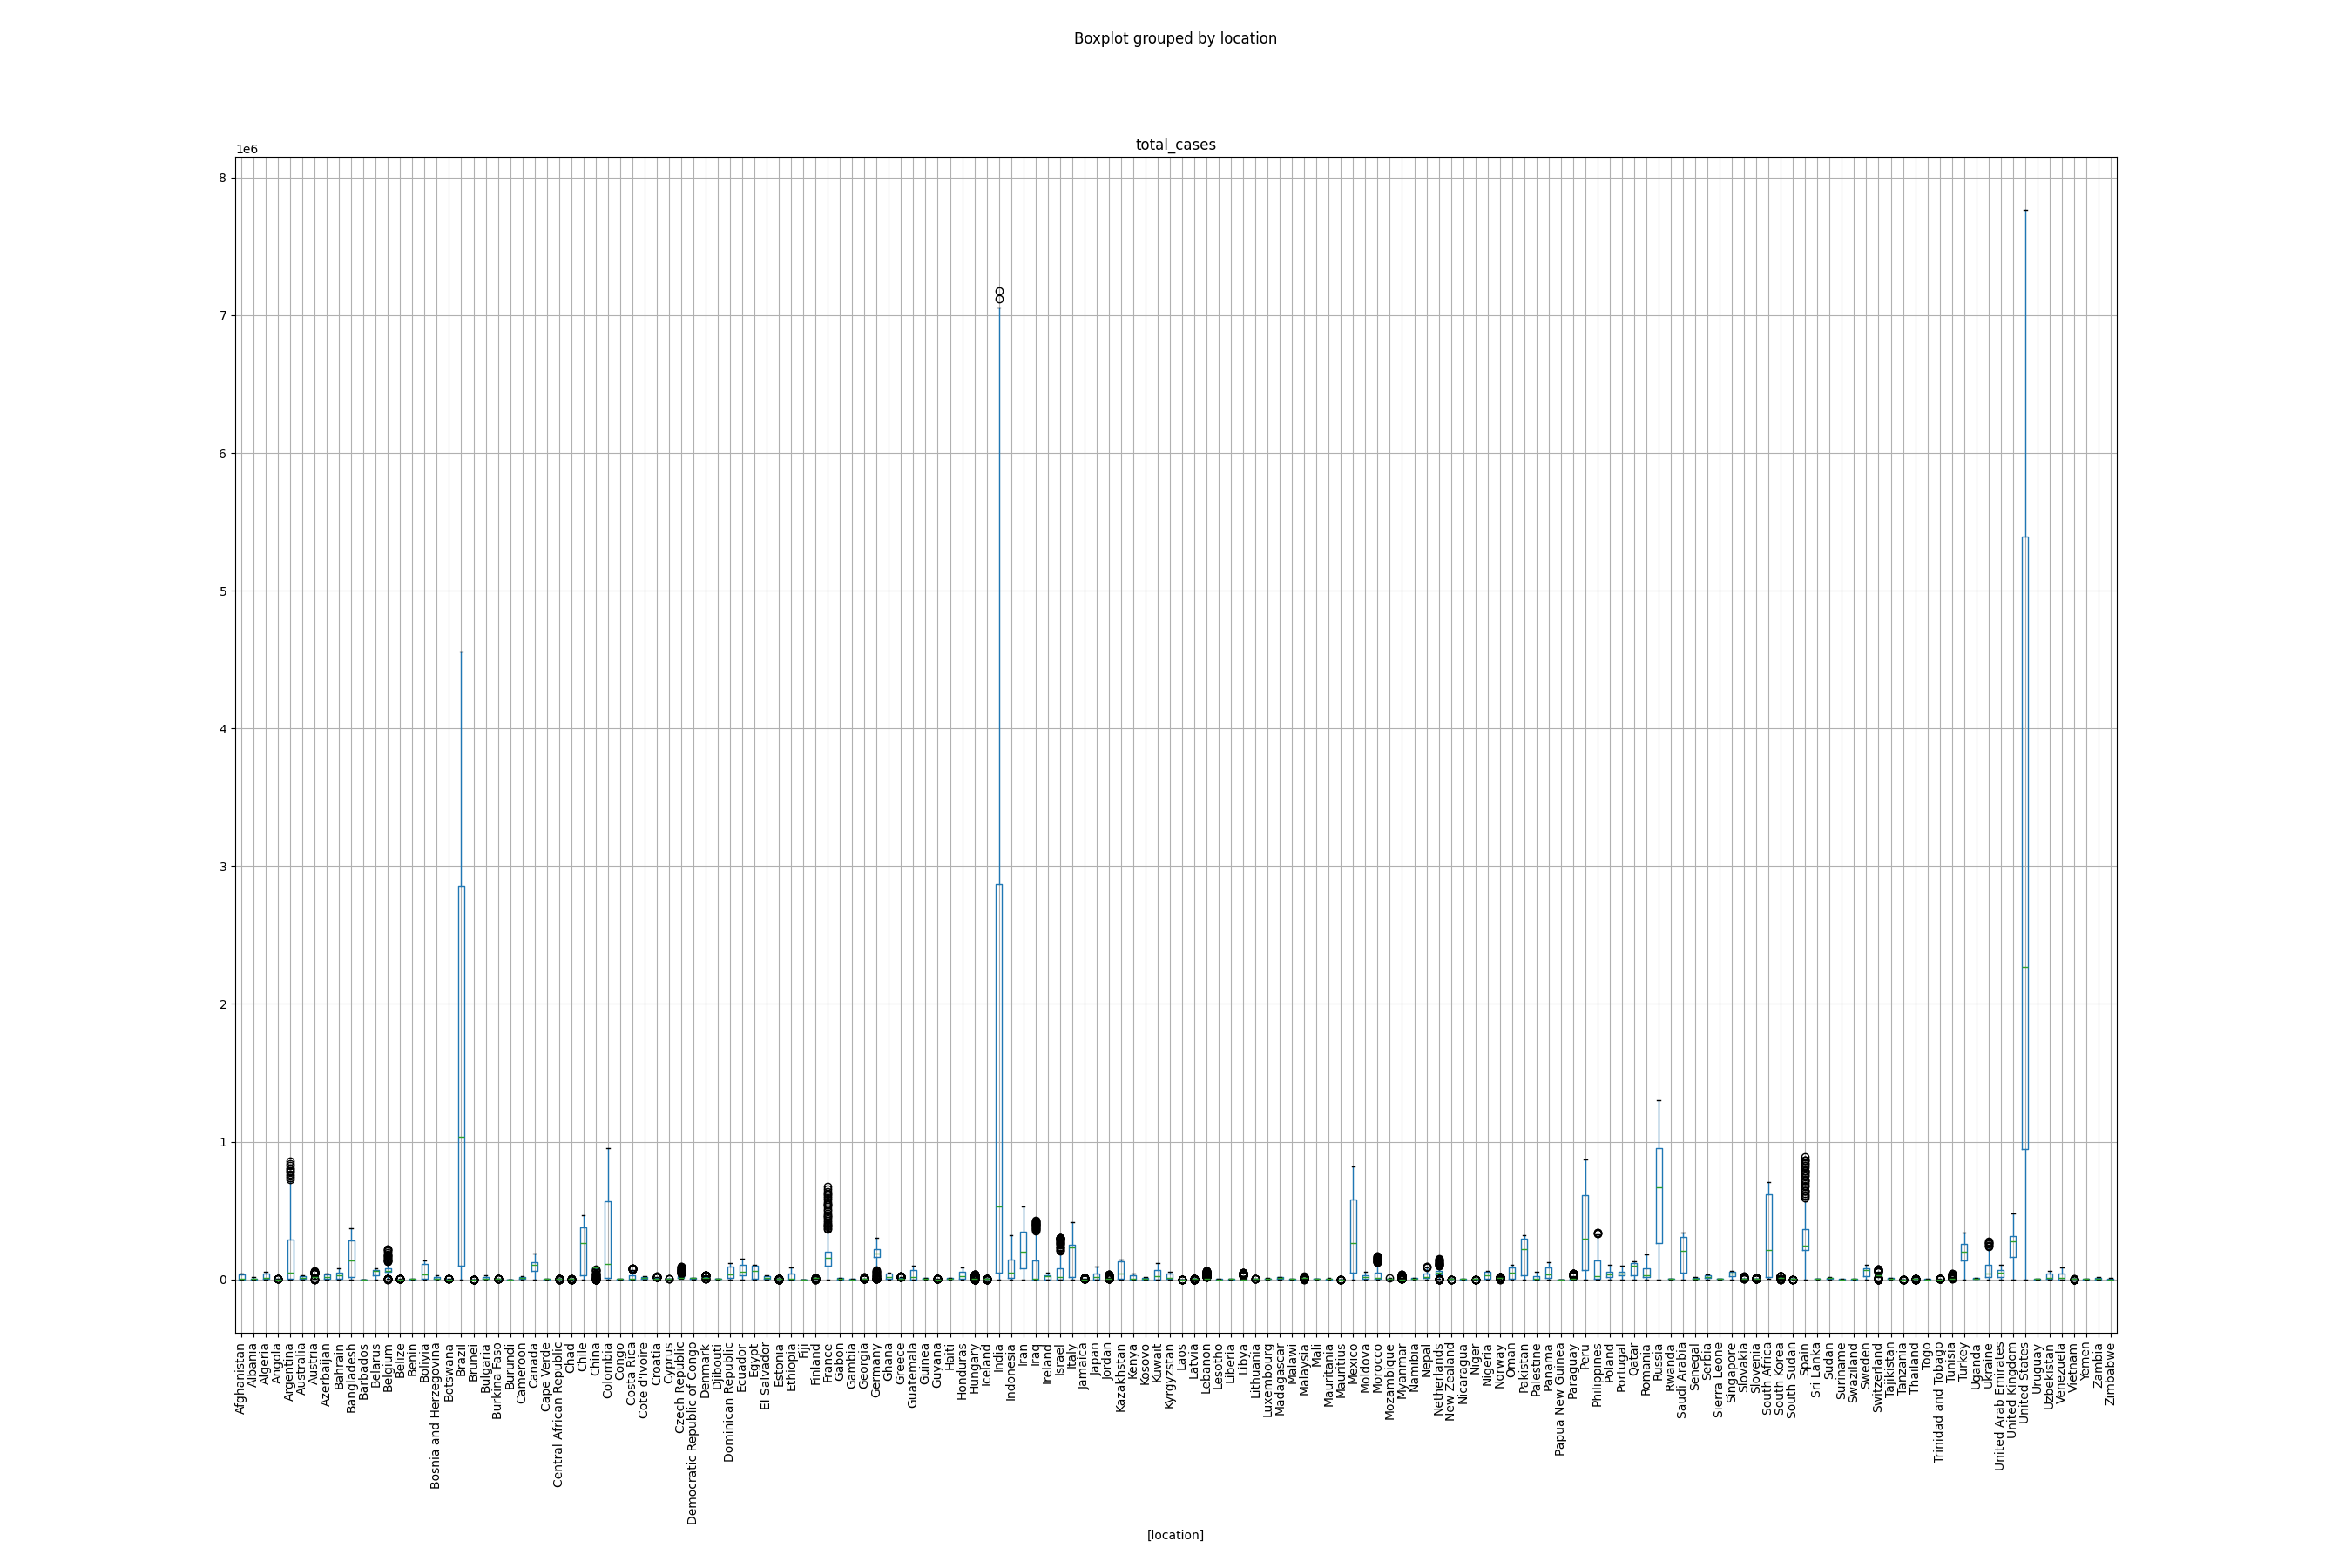 Boxplot grouped by location
total_cases
1e6
8
7
6
5
4
3
2
1
0
Afghanistan
Albania
Algeria
Angola
Argentina
Australia
Austria
Azerbaijan
Bahrain
Bangladesh
Barbados
Belarus
Belgium
Belize
Benin
Bolivia
Bosnia and Herzegovina
Botswana
Brazil
Brunei
Bulgaria
Burkina Faso
Burundi
Cameroon
Canada
Cape Verde
Central African Republic
Chad
Chile
China
Colombia
Congo
Costa Rica
Cote d'Ivoire
Croatia
Cyprus
Czech Republic
Democratic Republic of Congo
Denmark
Djibouti
Dominican Republic
Ecuador
Egypt
El Salvador
Estonia
Ethiopia
Fiji
Finland
France
Gabon
Gambia
Georgia
Germany
Ghana
Greece
Guatemala
Guinea
Guyana
Haiti
Honduras
Hungary
Iceland
India
Indonesia
Iran
Iraq
Ireland
Israel
Italy
Jamaica
Japan
Jordan
Kazakhstan
Kenya
Kosovo
Kuwait
Kyrgyzstan
Laos
Latvia
Lebanon
Lesotho
Liberia
Libya
Lithuania
Luxembourg
Madagascar
Malawi
Malaysia
Mali
Mauritania
Mauritius
Mexico
Moldova
Morocco
Mozambique
Myanmar
Namibia
Nepal
Netherlands
New Zealand
Nicaragua
Niger
Nigeria
Norway
Oman
Pakistan
Palestine
Panama
Papua New Guinea
Paraguay
Peru
Philippines
Poland
Portugal
Qatar
Romania
Russia
Rwanda
Saudi Arabia
Senegal
Serbia
Sierra Leone
Singapore
Slovakia
Slovenia
South Africa
South Korea
South Sudan
Spain
Sri Lanka
Sudan
Suriname
Swaziland
Sweden
Switzerland
Tajikistan
Tanzania
Thailand
Togo
Trinidad and Tobago
Tunisia
Turkey
Uganda
Ukraine
United Arab Emirates
United Kingdom
United States
Uruguay
Uzbekistan
Venezuela
Vietnam
Yemen
Zambia
Zimbabwe
[location]